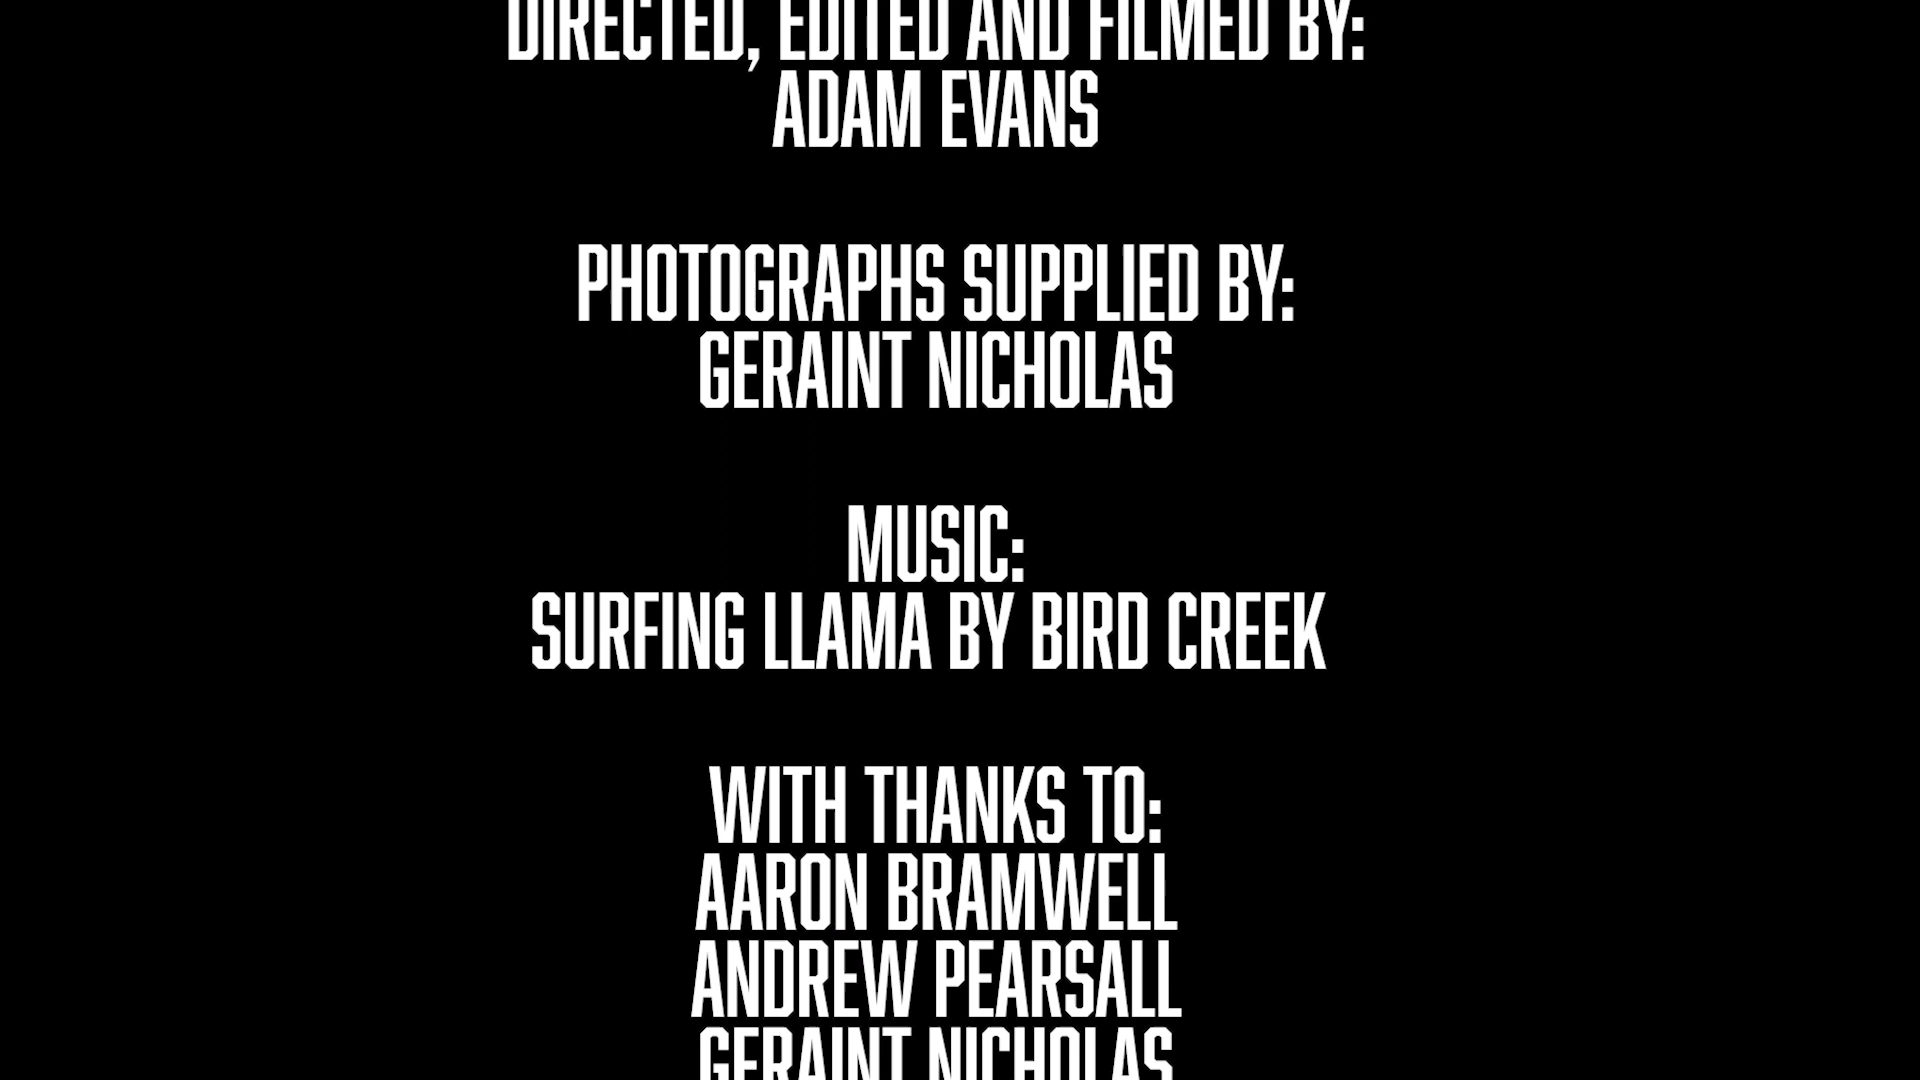 DIRECTED, EDITED AND FILMED BY:
ADAM EVANS
PHOTOGRAPHS SUPPLIED BY:
GERAINT NICHOLAS
MUSIC:
SURFING LLAMA BY BIRD CREEK
WITH THANKS TO:
AARON BRAMWELL
ANDREW PEARSALL
GERAINT NICHOLAS